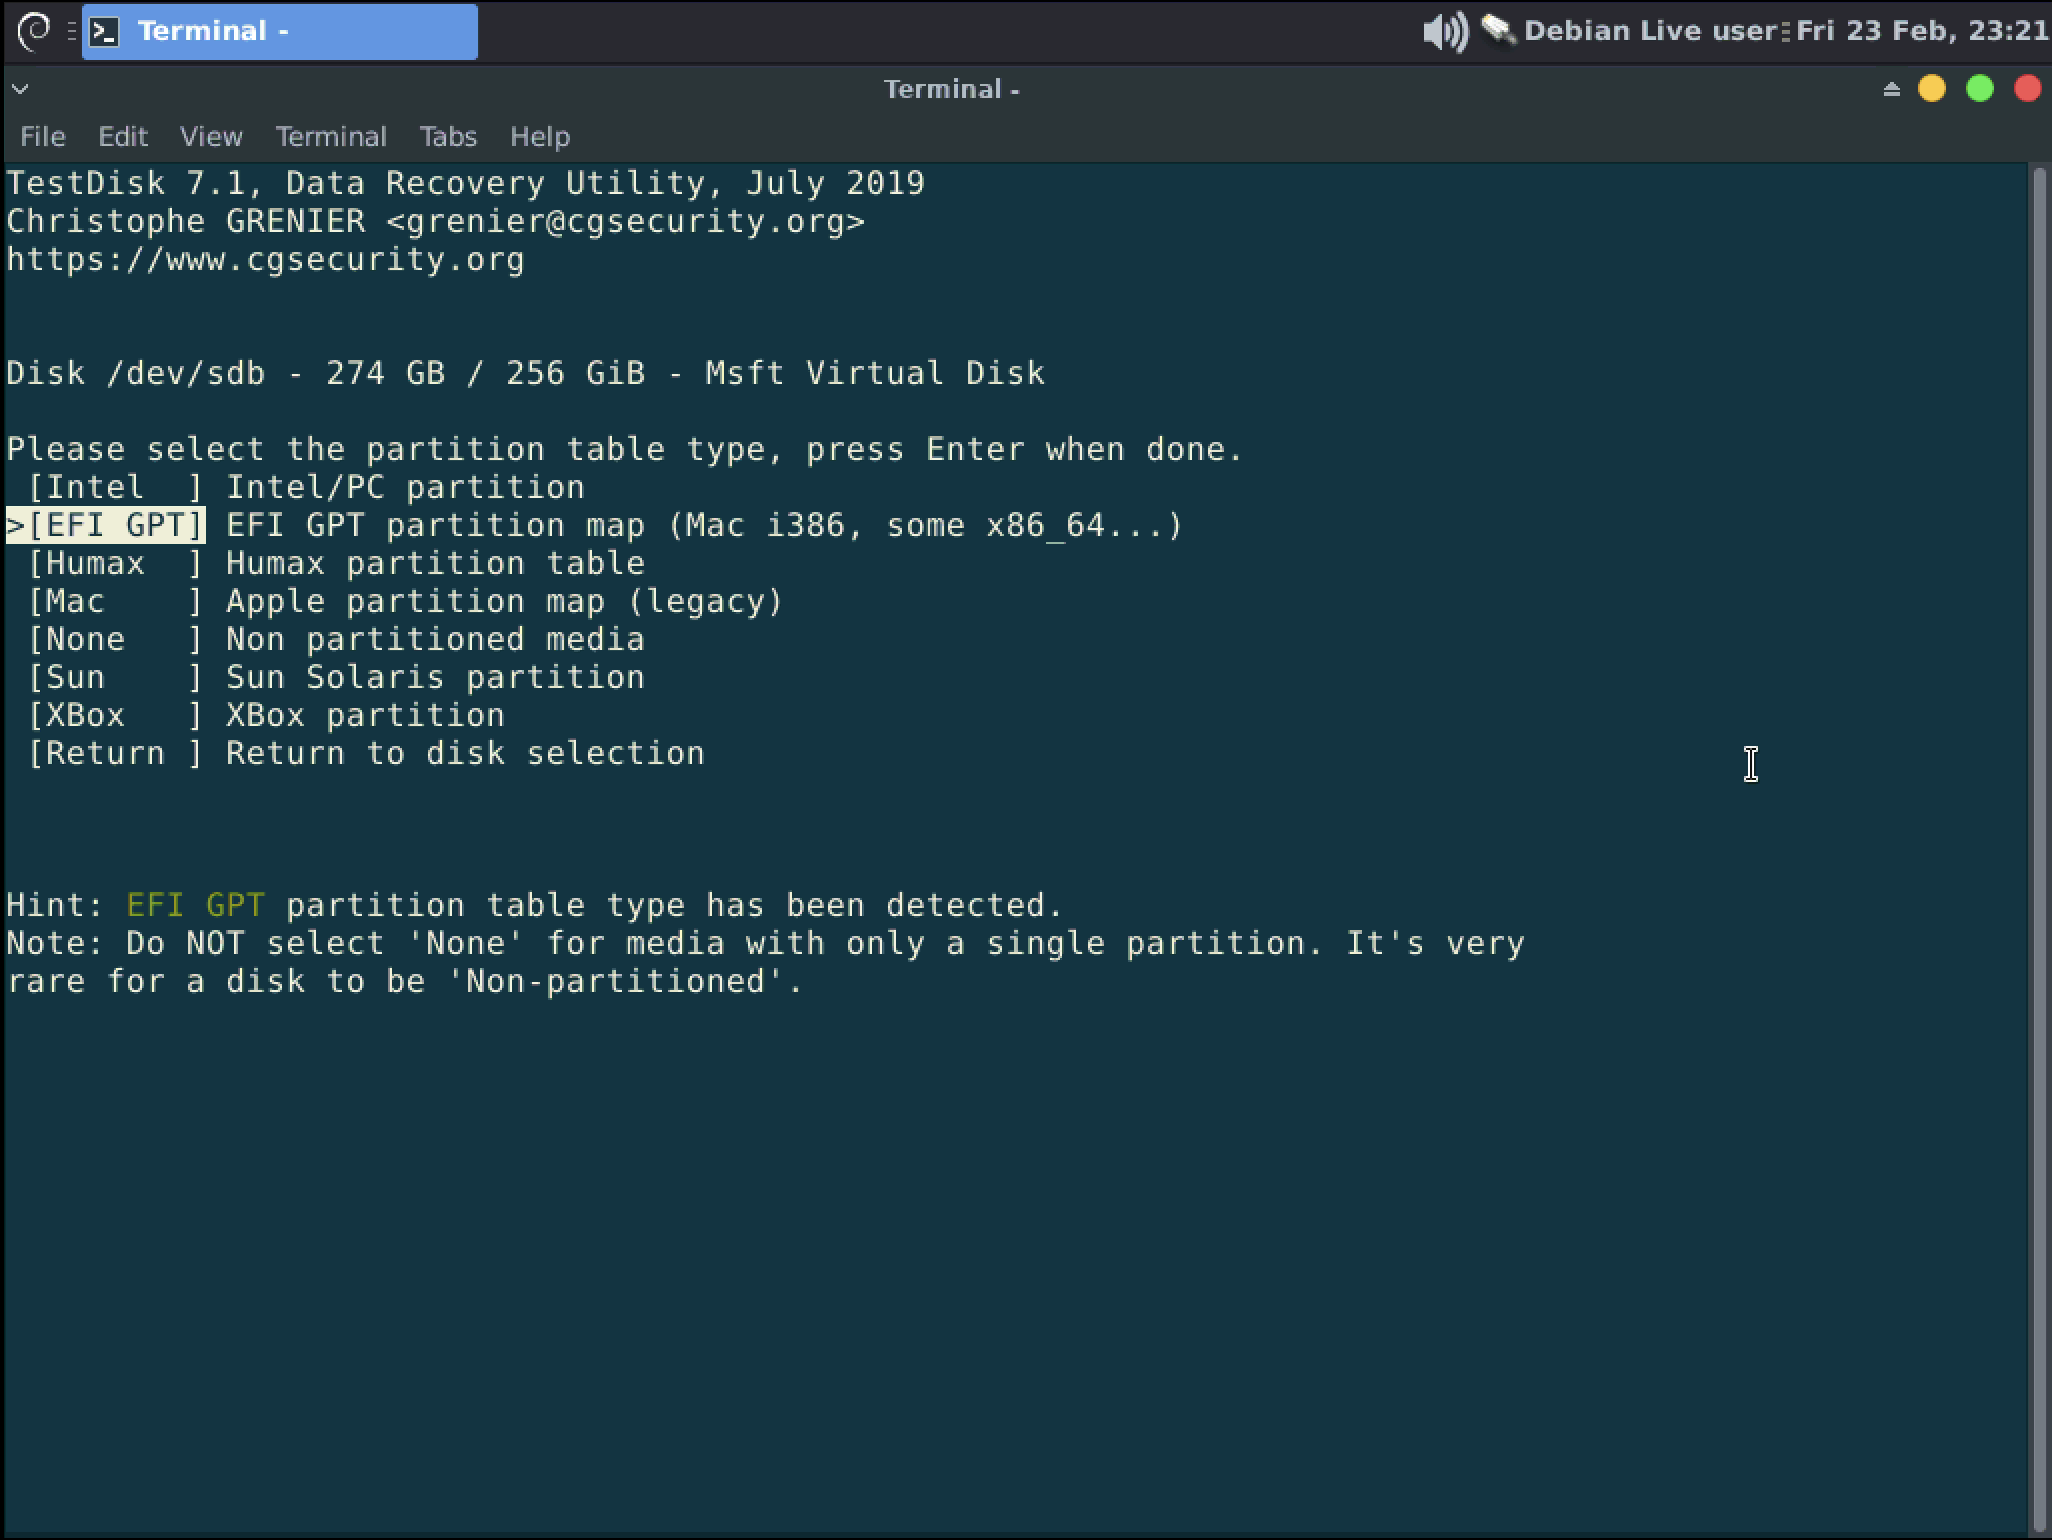 Terminal - Debian Live user Fri 23 Feb, 23:21
Terminal -
File Edit View Terminal Tabs Help
TestDisk 7.1, Data Recovery Utility, July 2019
Christophe GRENIER <grenier@cgsecurity.org>
https://www.cgsecurity.org
Disk /dev/sdb - 274 GB / 256 GiB - Msft Virtual Disk
Please select the partition table type, press Enter when done.
 [Intel  ] Intel/PC partition
>[EFI GPT] EFI GPT partition map (Mac i386, some x86_64...)
 [Humax  ] Humax partition table
 [Mac    ] Apple partition map (legacy)
 [None   ] Non partitioned media
 [Sun    ] Sun Solaris partition
 [XBox   ] XBox partition
 [Return ] Return to disk selection
Hint: EFI GPT partition table type has been detected.
Note: Do NOT select 'None' for media with only a single partition. It's very
rare for a disk to be 'Non-partitioned'.